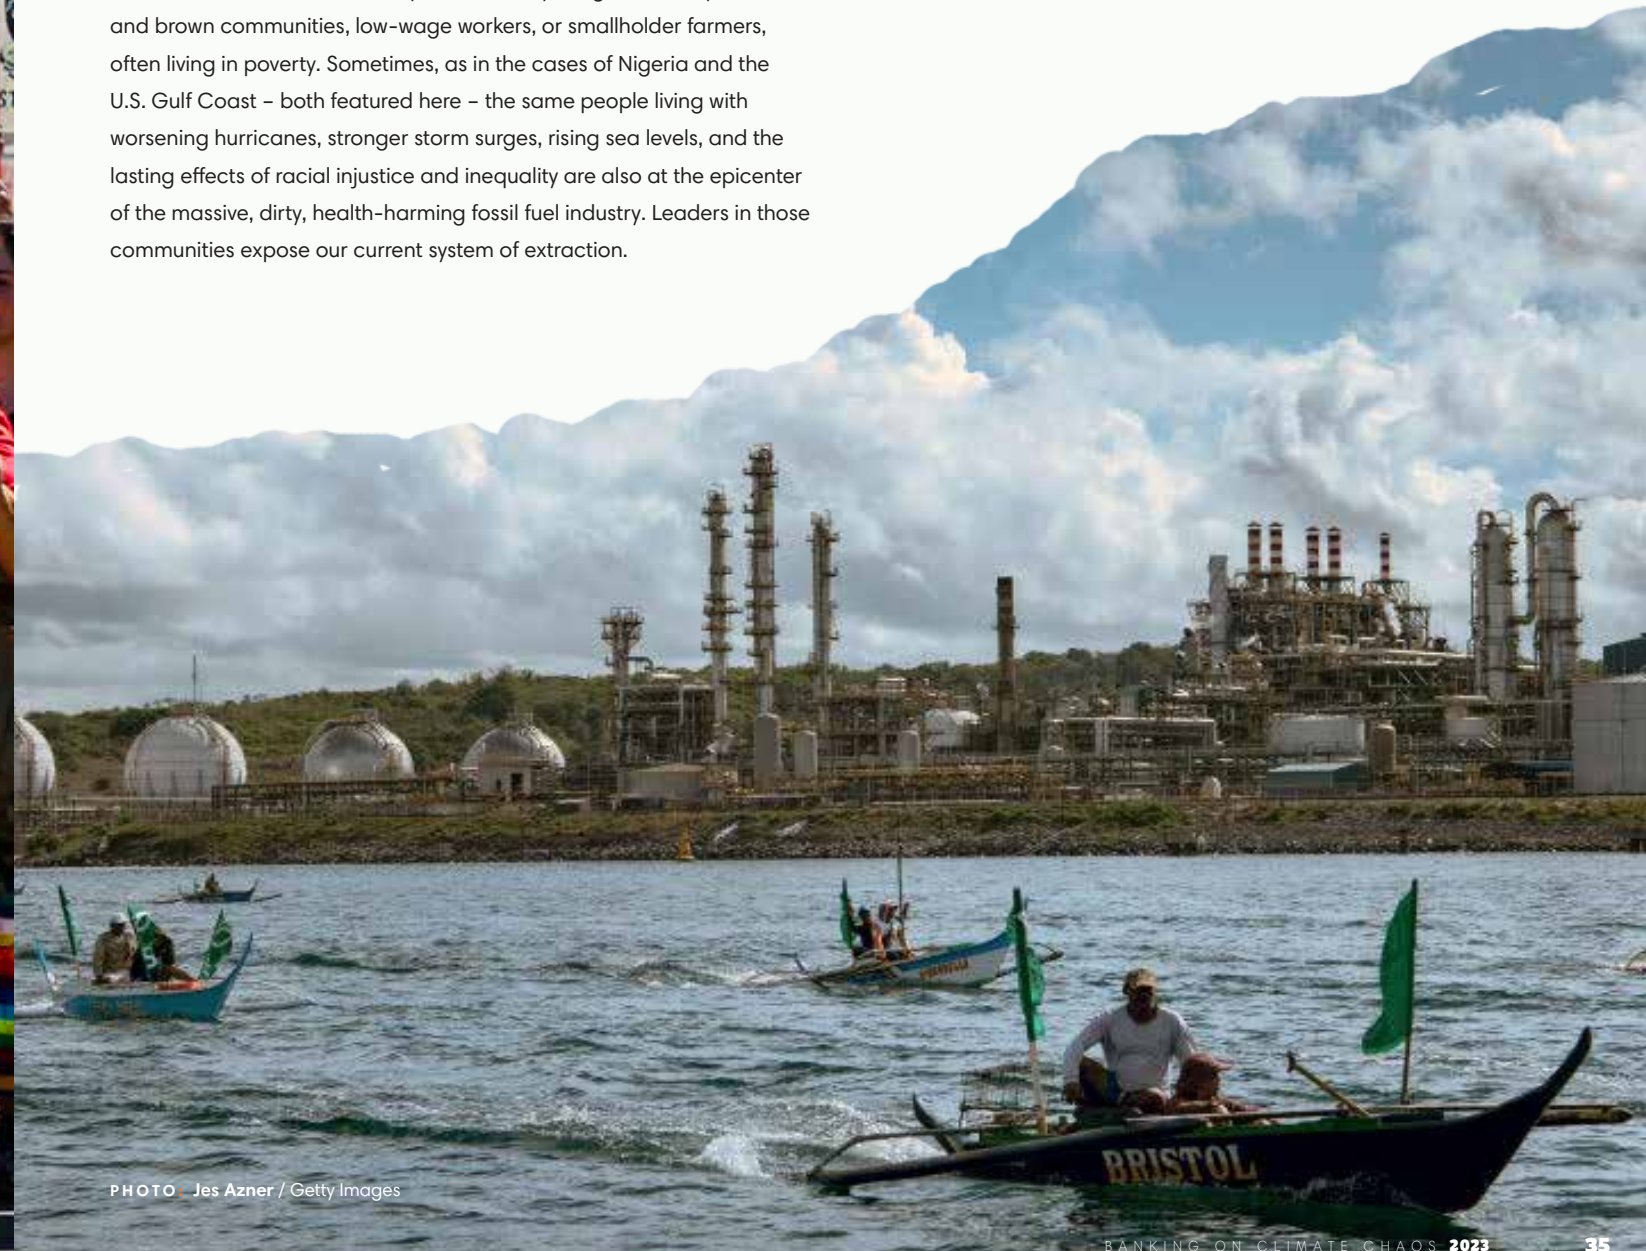 and brown communities, low-wage workers, or smallholder farmers,
often living in poverty. Sometimes, as in the cases of Nigeria and the
U.S. Gulf Coast – both featured here – the same people living with
worsening hurricanes, stronger storm surges, rising sea levels, and the
lasting effects of racial injustice and inequality are also at the epicenter
of the massive, dirty, health-harming fossil fuel industry. Leaders in those
communities expose our current system of extraction.
BRISTOL
PHOTO: Jes Azner / Getty Images
BANKING ON CLIMATE CHAOS 2023 35